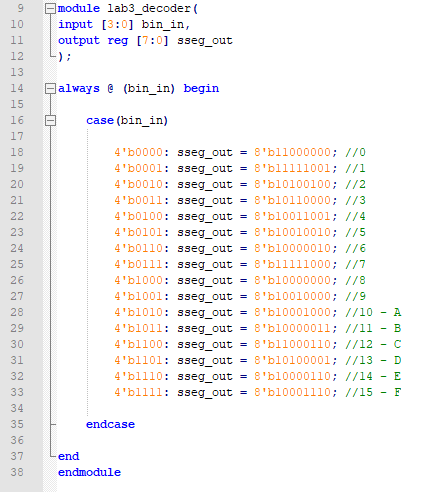 9 module lab3_decoder(
10 input [3:0] bin_in,
11 output reg [7:0] sseg_out
12 );
13
14 always @ (bin_in) begin
15
16 case(bin_in)
17
18 4'b0000: sseg_out = 8'b11000000; //0
19 4'b0001: sseg_out = 8'b11111001; //1
20 4'b0010: sseg_out = 8'b10100100; //2
21 4'b0011: sseg_out = 8'b10110000; //3
22 4'b0100: sseg_out = 8'b10011001; //4
23 4'b0101: sseg_out = 8'b10010010; //5
24 4'b0110: sseg_out = 8'b10000010; //6
25 4'b0111: sseg_out = 8'b11111000; //7
26 4'b1000: sseg_out = 8'b10000000; //8
27 4'b1001: sseg_out = 8'b10010000; //9
28 4'b1010: sseg_out = 8'b10001000; //10 - A
29 4'b1011: sseg_out = 8'b10000011; //11 - B
30 4'b1100: sseg_out = 8'b11000110; //12 - C
31 4'b1101: sseg_out = 8'b10100001; //13 - D
32 4'b1110: sseg_out = 8'b10000110; //14 - E
33 4'b1111: sseg_out = 8'b10001110; //15 - F
34
35 endcase
36
37 end
38 endmodule